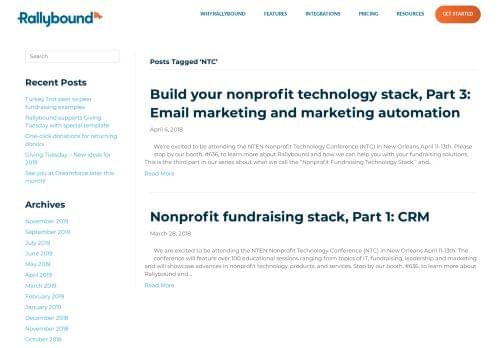 Rallybound
WHY RALLYBOUND
FEATURES
INTEGRATIONS
PRICING
RESOURCES
GET STARTED
Search
Recent Posts
Turkey Trot peer to peer
fundraising examples
Rallybound supports Giving
Tuesday with special template
One-click donations for returning
donors
Giving Tuesday – New ideas for
2019
See you at Dreamforce later this
month!
Archives
November 2019
September 2019
July 2019
June 2019
May 2019
April 2019
March 2019
February 2019
January 2019
December 2018
November 2018
October 2018
Posts Tagged 'NTC'
Build your nonprofit technology stack, Part 3:
Email marketing and marketing automation
April 6, 2018
We're excited to be attending the NTEN Nonprofit Technology Conference (NTC) in New Orleans April 11-13th. Please
stop by our booth, #636, to learn more about Rallybound and how we can help you with your fundraising solutions.
This is the third part in our series about what we call the "Nonprofit Fundraising Technology Stack," and...
Read More
Nonprofit fundraising stack, Part 1: CRM
March 28, 2018
We are excited to be attending the NTEN Nonprofit Technology Conference (NTC) in New Orleans April 11-13th. The
conference will feature over 100 educational sessions ranging from topics of IT, fundraising, leadership and marketing
and will showcase advances in nonprofit technology, products, and services. Stop by our booth, #636, to learn more about
Rallybound and...
Read More